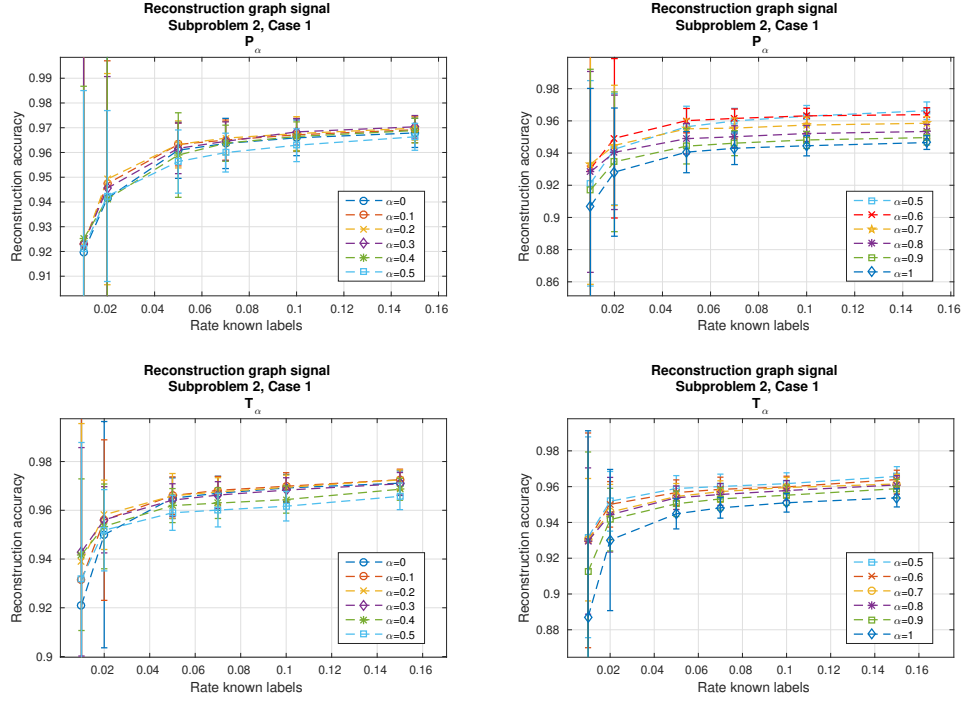 Reconstruction graph signal
Subproblem 2, Case 1
P α
Reconstruction accuracy
0.99
0.98
0.97
0.96
0.95
0.94
0.93
0.92
0.91
α=0
α=0.1
α=0.2
α=0.3
α=0.4
α=0.5
0.02 0.04 0.06 0.08 0.1 0.12 0.14 0.16
Rate known labels
Reconstruction graph signal
Subproblem 2, Case 1
P α
Reconstruction accuracy
0.98
0.96
0.94
0.92
0.9
0.88
0.86
α=0.5
α=0.6
α=0.7
α=0.8
α=0.9
α=1
0.02 0.04 0.06 0.08 0.1 0.12 0.14 0.16
Rate known labels
Reconstruction graph signal
Subproblem 2, Case 1
T α
Reconstruction accuracy
0.98
0.96
0.94
0.92
0.9
α=0
α=0.1
α=0.2
α=0.3
α=0.4
α=0.5
0.02 0.04 0.06 0.08 0.1 0.12 0.14 0.16
Rate known labels
Reconstruction graph signal
Subproblem 2, Case 1
T α
Reconstruction accuracy
0.98
0.96
0.94
0.92
0.9
0.88
α=0.5
α=0.6
α=0.7
α=0.8
α=0.9
α=1
0.02 0.04 0.06 0.08 0.1 0.12 0.14 0.16
Rate known labels